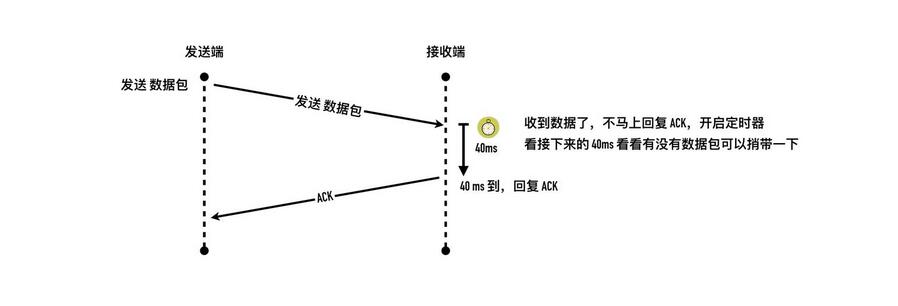 发送端
接收端
发送 数据包
发送 数据包
收到数据了，不马上回复 ACK，开启定时器
40ms
看接下来的 40ms 看看有没有数据包可以捎带一下
40 ms 到，回复 ACK
ACK